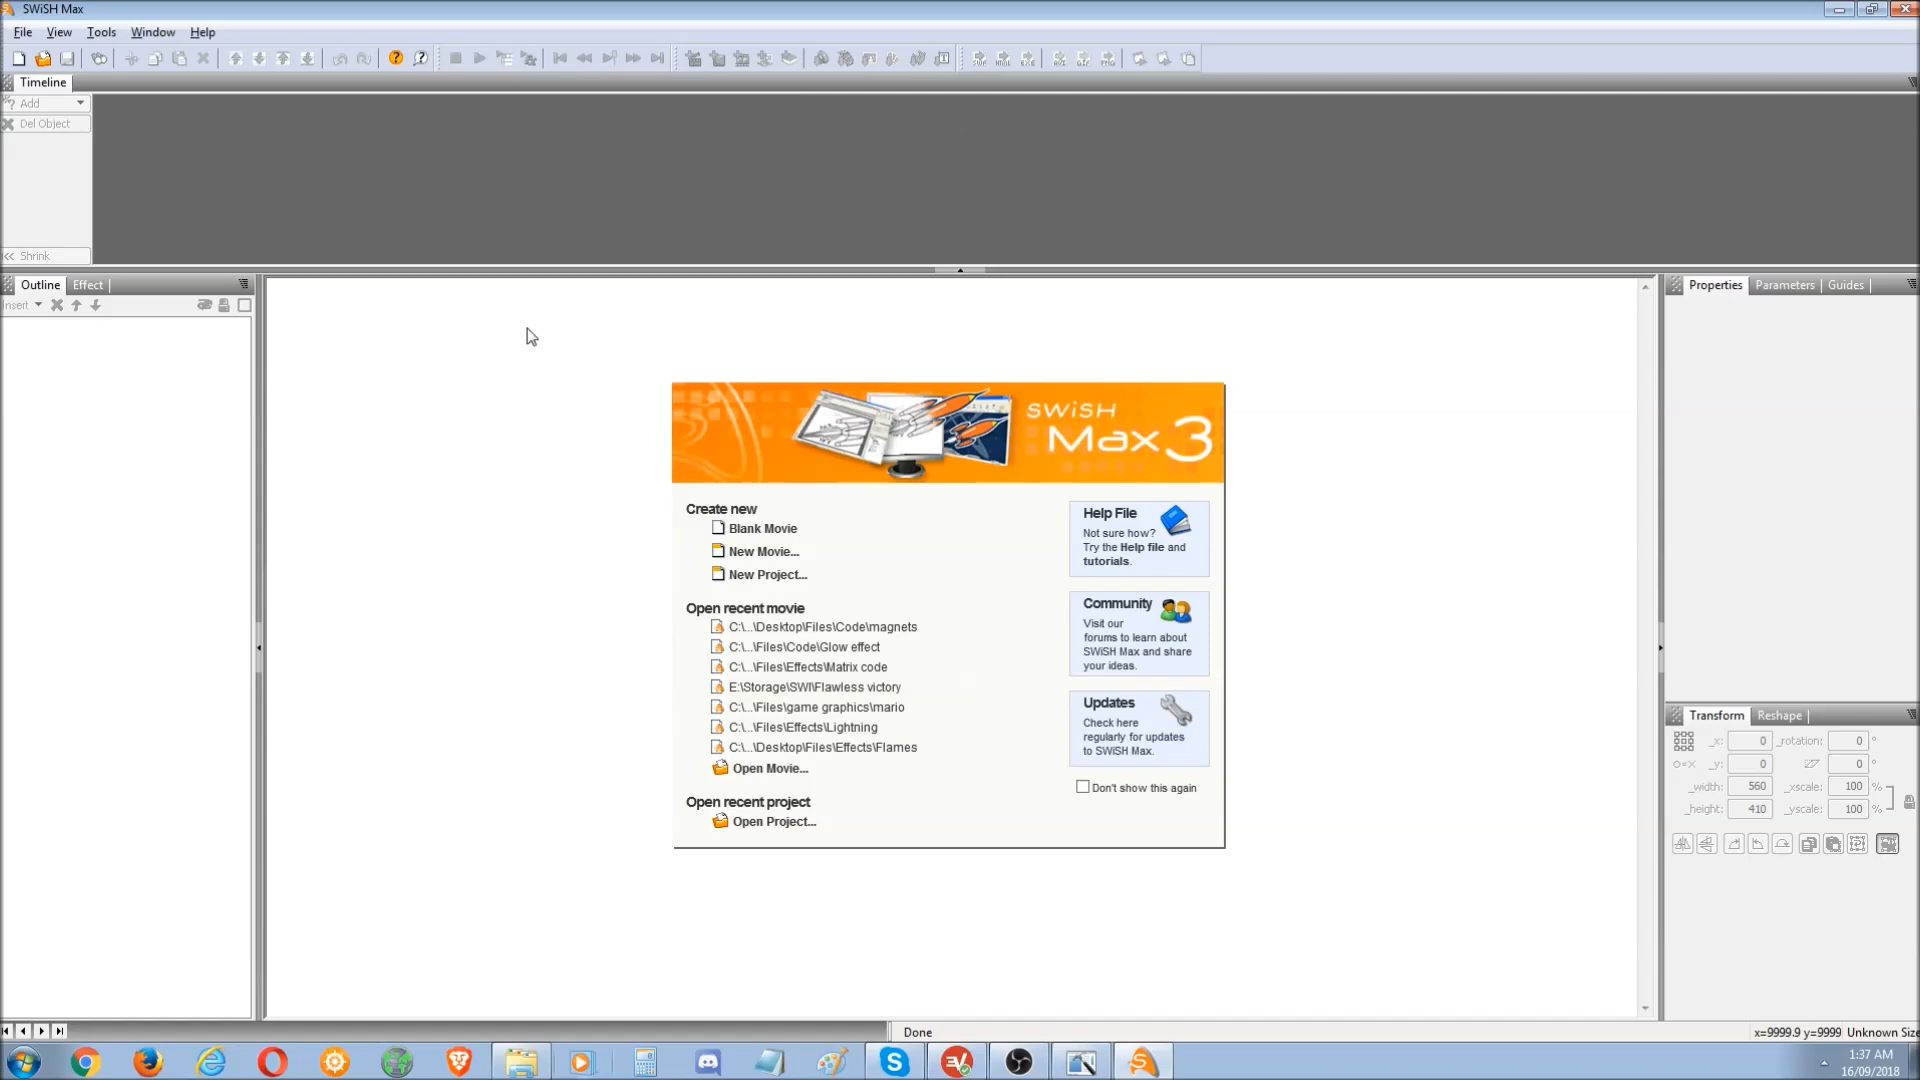 SWiSH Max
File View Tools Window Help
Timeline
Add
Del Object
Shrink
Outline Effect
Insert
SWiSH
Max3
Create new
Blank Movie
New Movie...
New Project...
Open recent movie
C:\...\Desktop\Files\Code\magnets
C:\...\Files\Code\Glow effect
C:\...\Files\Effects\Matrix code
E:\Storage\SWI\Flawless victory
C:\...\Files\game graphics\mario
C:\...\Files\Effects\Lightning
C:\...\Desktop\Files\Effects\Flames
Open Movie...
Open recent project
Open Project...
Help File
Not sure how?
Try the Help file and
tutorials.
Community
Visit our
forums to learn about
SWiSH Max and share
your ideas.
Updates
Check here
regularly for updates
to SWiSH Max.
Don't show this again
Properties Parameters Guides
Transform Reshape
_x: 0 _rotation: 0 °
_y: 0 0 °
_width: 560 _xscale: 100 %
_height: 410 _yscale: 100 %
Done
x=9999.9 y=9999 Unknown Size
1:37 AM
16/09/2018